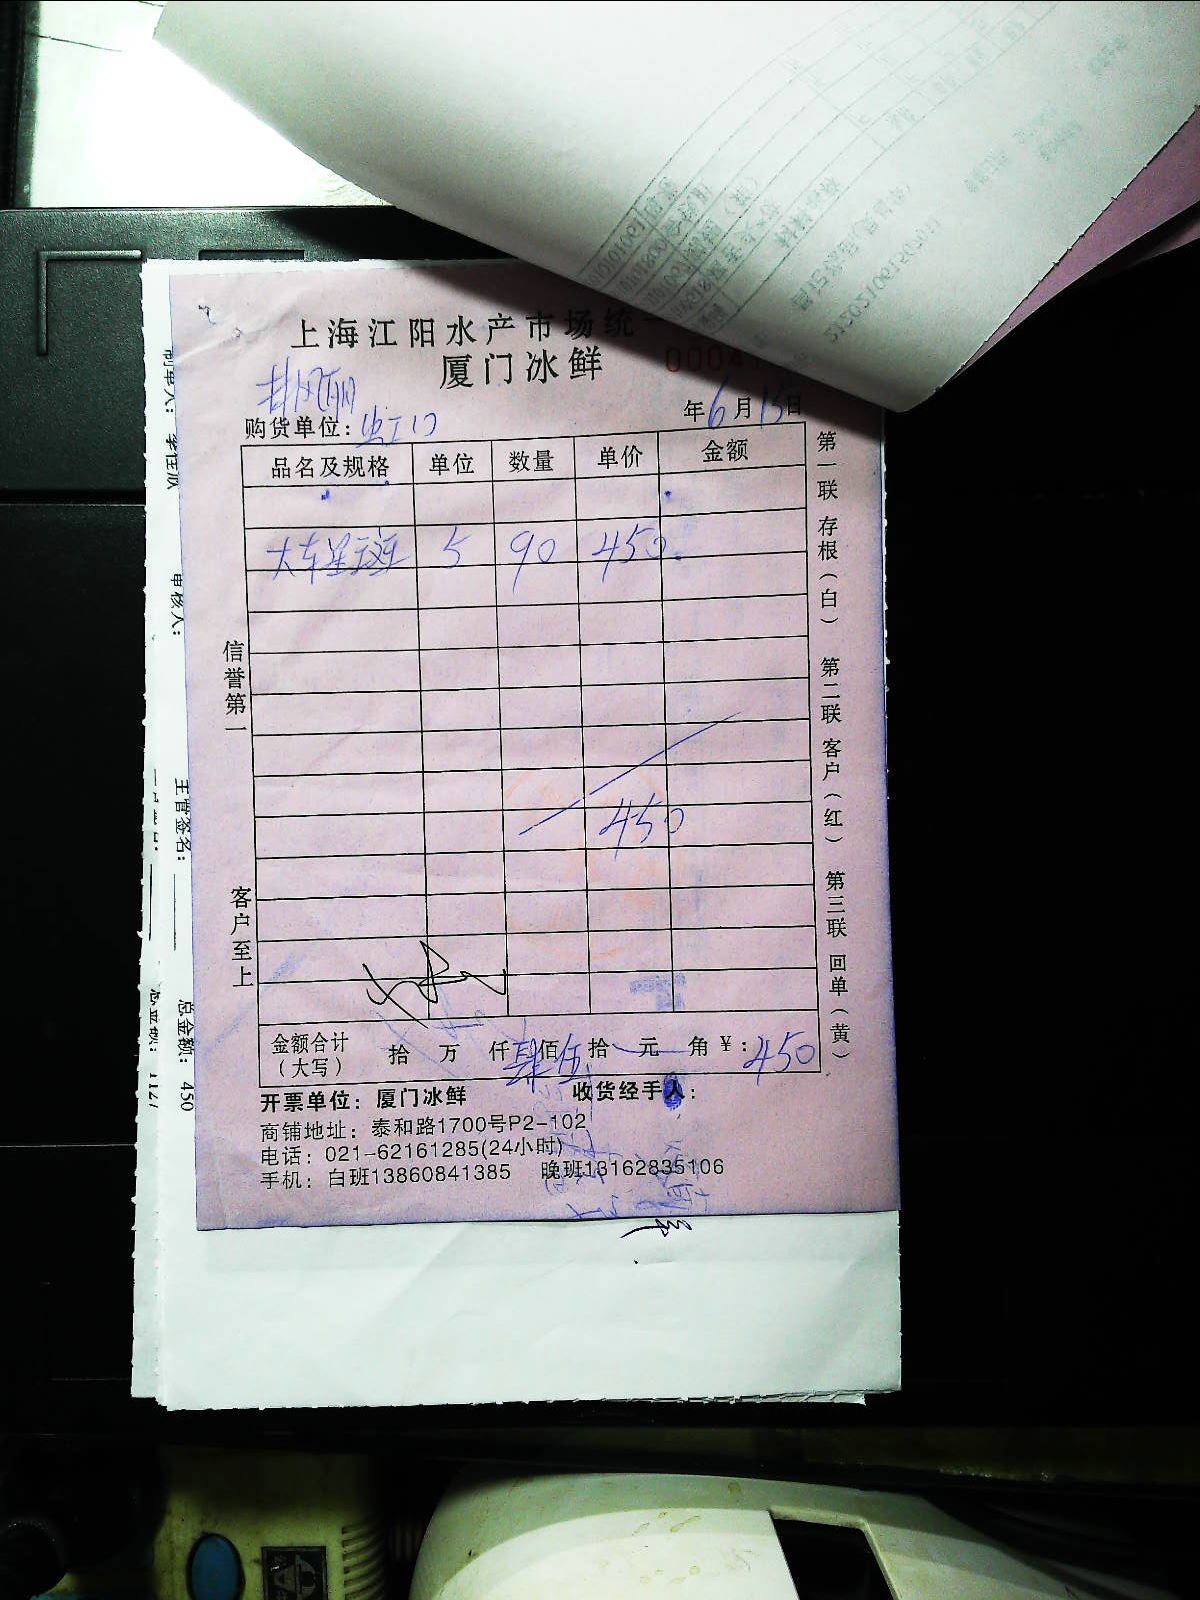 上海江阳水产市场统一
厦门冰鲜
0004
购货单位: 虹口
年6月15日
品名及规格 单位 数量 单价 金额
5 90 450
450
金额合计（大写） 拾 万 仟肆佰伍拾 元 角 ¥: 450
开票单位: 厦门冰鲜 收货经手人:
商铺地址: 泰和路1700号P2-102
电话: 021-62161285(24小时)
手机: 白班13860841385 晚班13162835106
信誉第一 客户至上
第一联 存根（白） 第二联 客户（红） 第三联 回单（黄）
审核人:
主管签名:
总金额: 450